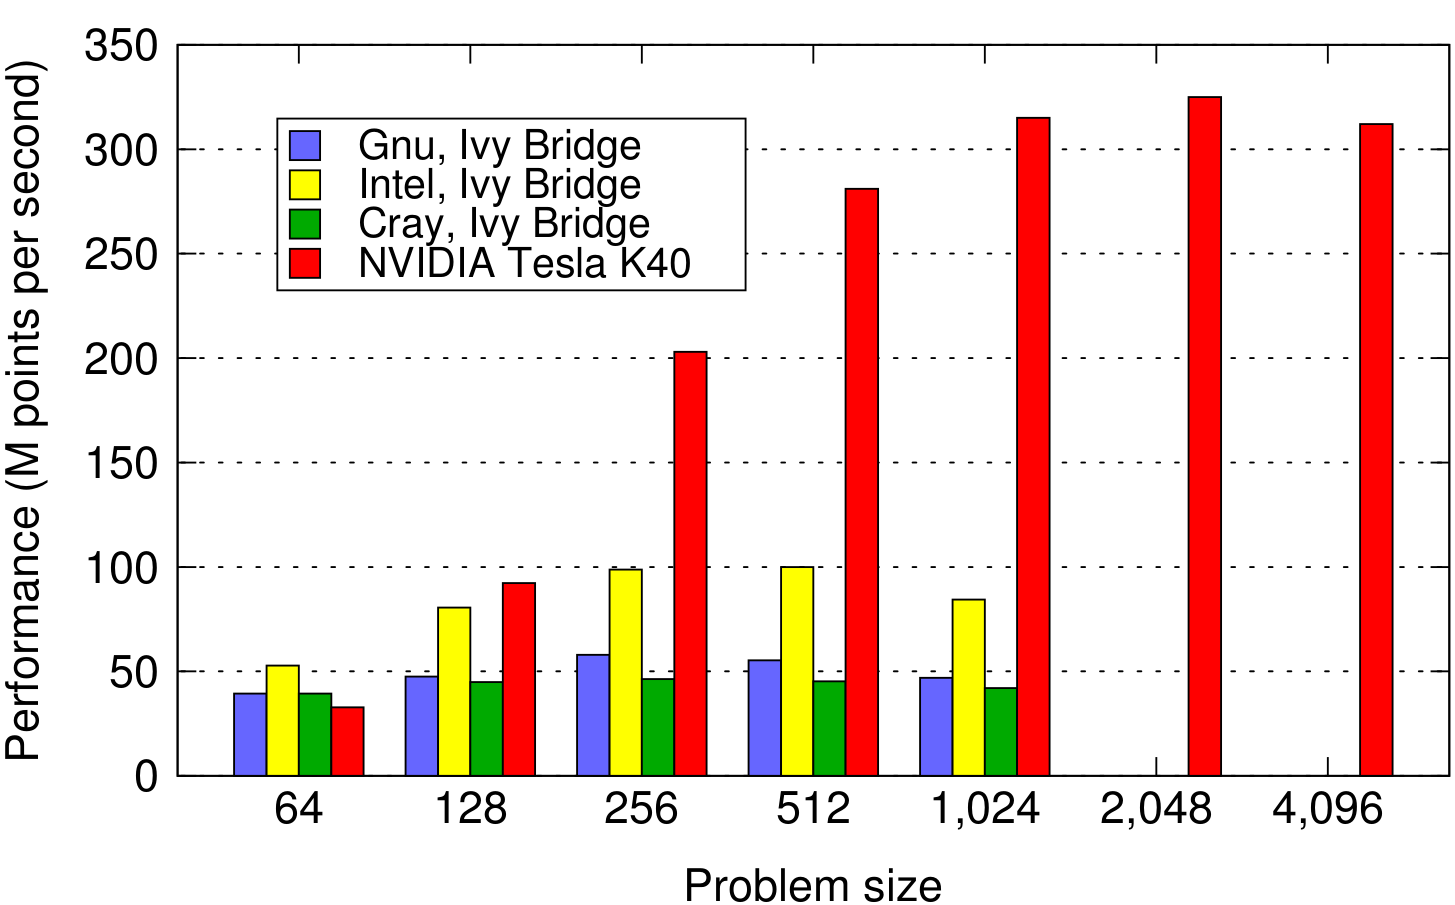 Performance (M points per second)
350
300
250
200
150
100
50
0
Gnu, Ivy Bridge
Intel, Ivy Bridge
Cray, Ivy Bridge
NVIDIA Tesla K40
64 128 256 512 1,024 2,048 4,096
Problem size